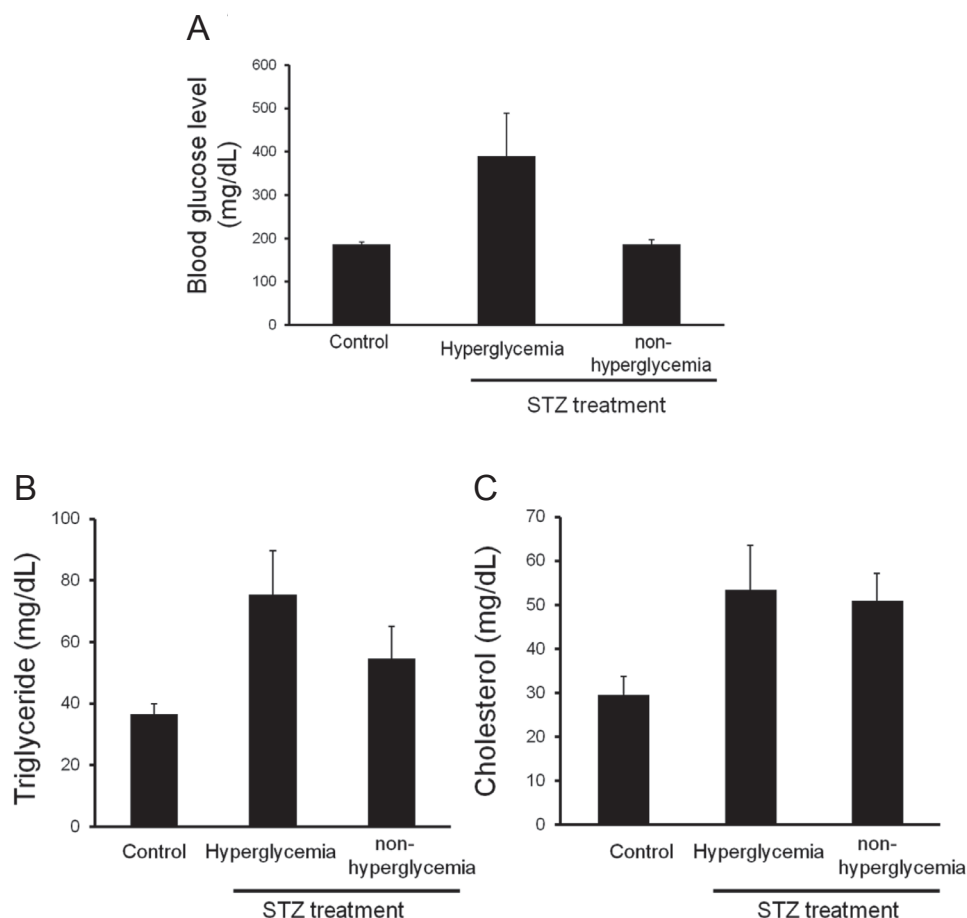 A
Blood glucose level
(mg/dL)
600
500
400
300
200
100
0
Control
Hyperglycemia
non-
hyperglycemia
STZ treatment
B
Triglyceride (mg/dL)
100
80
60
40
20
0
Control
Hyperglycemia
non-
hyperglycemia
STZ treatment
C
Cholesterol (mg/dL)
70
60
50
40
30
20
10
0
Control
Hyperglycemia
non-
hyperglycemia
STZ treatment